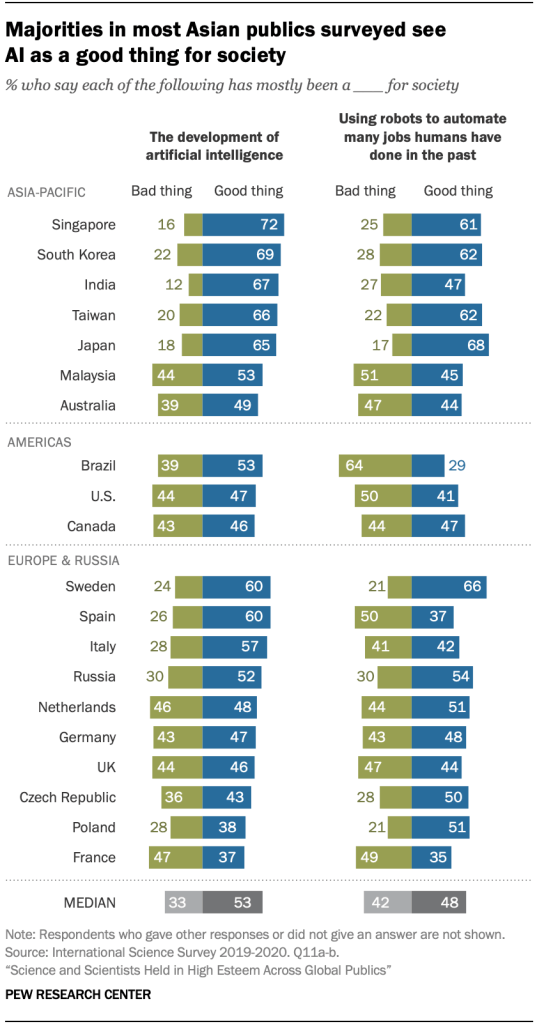 Majorities in most Asian publics surveyed see
AI as a good thing for society
% who say each of the following has mostly been a ___ for society
The development of
artificial intelligence
Using robots to automate
many jobs humans have
done in the past
ASIA-PACIFIC Bad thing Good thing Bad thing Good thing
Singapore 16 72 25 61
South Korea 22 69 28 62
India 12 67 27 47
Taiwan 20 66 22 62
Japan 18 65 17 68
Malaysia 44 53 51 45
Australia 39 49 47 44
AMERICAS
Brazil 39 53 64 29
U.S. 44 47 50 41
Canada 43 46 44 47
EUROPE & RUSSIA
Sweden 24 60 21 66
Spain 26 60 50 37
Italy 28 57 41 42
Russia 30 52 30 54
Netherlands 46 48 44 51
Germany 43 47 43 48
UK 44 46 47 44
Czech Republic 36 43 28 50
Poland 28 38 21 51
France 47 37 49 35
MEDIAN 33 53 42 48
Note: Respondents who gave other responses or did not give an answer are not shown.
Source: International Science Survey 2019-2020. Q11a-b.
“Science and Scientists Held in High Esteem Across Global Publics”
PEW RESEARCH CENTER